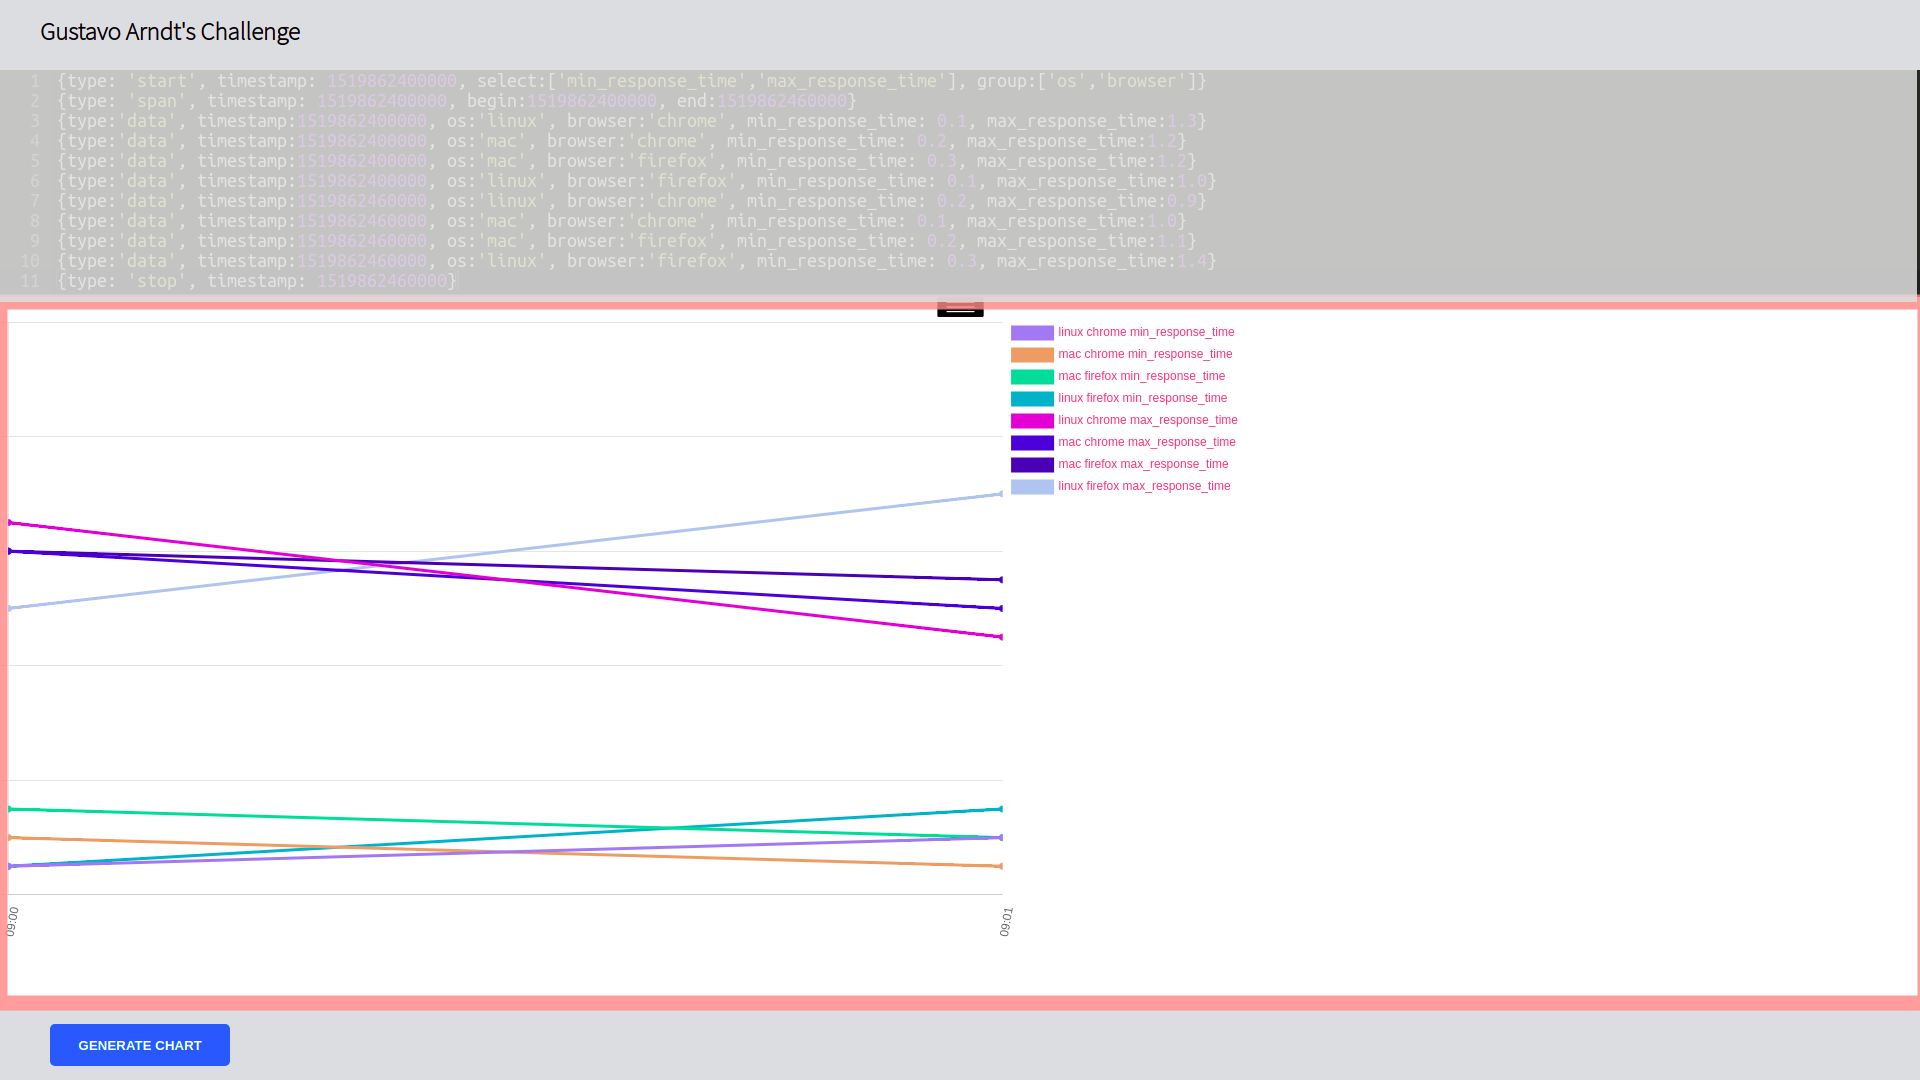 Gustavo Arndt's Challenge
1 {type: 'start', timestamp: 1519862400000, select:['min_response_time','max_response_time'], group:['os','browser']}
2 {type: 'span', timestamp: 1519862400000, begin:1519862400000, end:1519862460000}
3 {type:'data', timestamp:1519862400000, os:'linux', browser:'chrome', min_response_time: 0.1, max_response_time:1.3}
4 {type:'data', timestamp:1519862400000, os:'mac', browser:'chrome', min_response_time: 0.2, max_response_time:1.2}
5 {type:'data', timestamp:1519862400000, os:'mac', browser:'firefox', min_response_time: 0.3, max_response_time:1.2}
6 {type:'data', timestamp:1519862400000, os:'linux', browser:'firefox', min_response_time: 0.1, max_response_time:1.0}
7 {type:'data', timestamp:1519862460000, os:'linux', browser:'chrome', min_response_time: 0.2, max_response_time:0.9}
8 {type:'data', timestamp:1519862460000, os:'mac', browser:'chrome', min_response_time: 0.1, max_response_time:1.0}
9 {type:'data', timestamp:1519862460000, os:'mac', browser:'firefox', min_response_time: 0.2, max_response_time:1.1}
10 {type:'data', timestamp:1519862460000, os:'linux', browser:'firefox', min_response_time: 0.3, max_response_time:1.4}
11 {type: 'stop', timestamp: 1519862460000}
linux chrome min_response_time
mac chrome min_response_time
mac firefox min_response_time
linux firefox min_response_time
linux chrome max_response_time
mac chrome max_response_time
mac firefox max_response_time
linux firefox max_response_time
09:00
09:01
GENERATE CHART